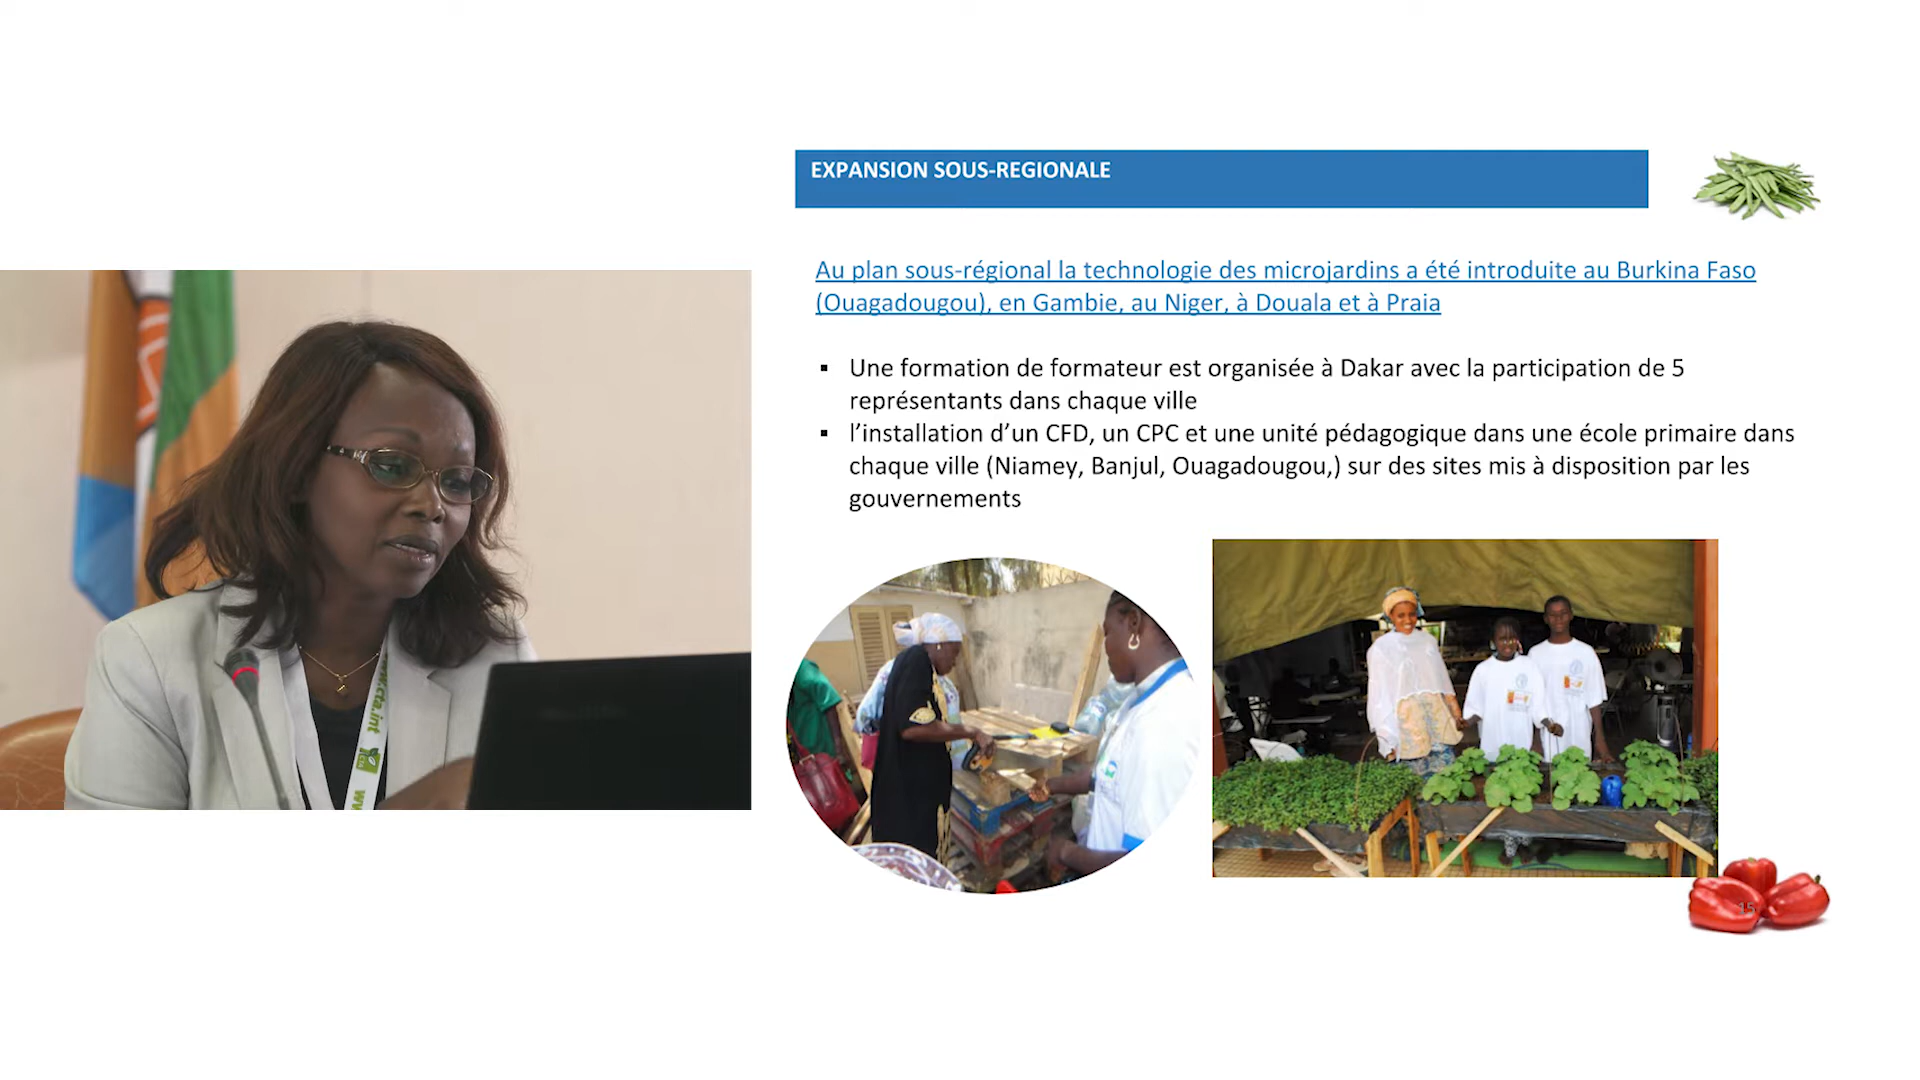 EXPANSION SOUS-REGIONALE
Au plan sous-régional la technologie des microjardins a été introduite au Burkina Faso
(Ouagadougou), en Gambie, au Niger, à Douala et à Praia
▪ Une formation de formateur est organisée à Dakar avec la participation de 5
représentants dans chaque ville
▪ l’installation d’un CFD, un CPC et une unité pédagogique dans une école primaire dans
chaque ville (Niamey, Banjul, Ouagadougou,) sur des sites mis à disposition par les
gouvernements
www.cta.int
15